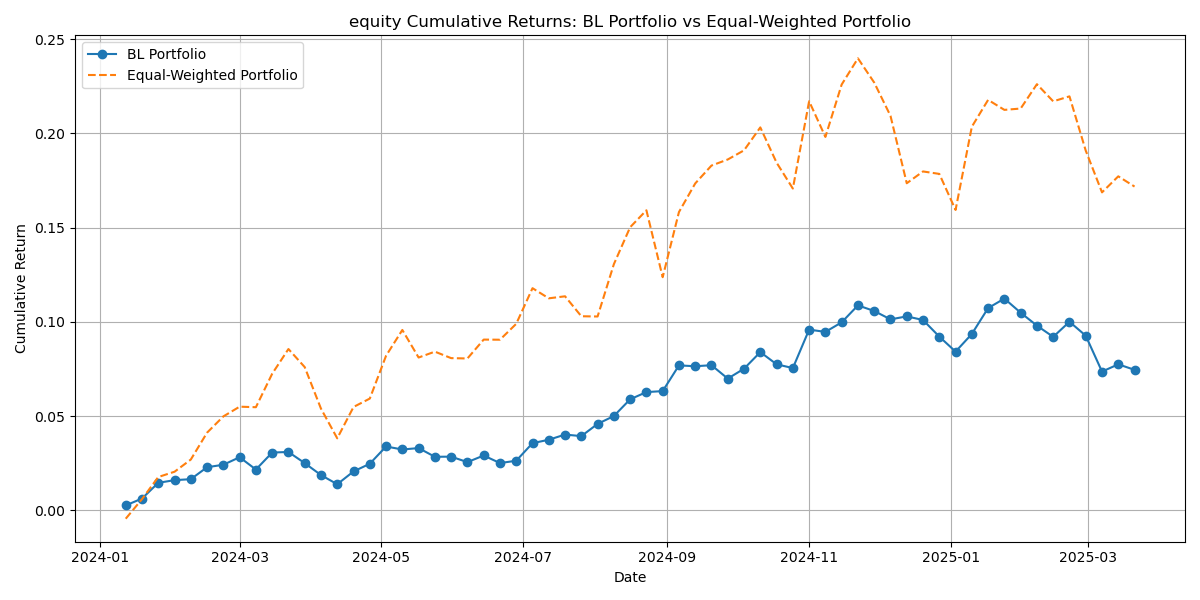 equity Cumulative Returns: BL Portfolio vs Equal-Weighted Portfolio
BL Portfolio
Equal-Weighted Portfolio
Cumulative Return
0.25
0.20
0.15
0.10
0.05
0.00
2024-01
2024-03
2024-05
2024-07
2024-09
2024-11
2025-01
2025-03
Date